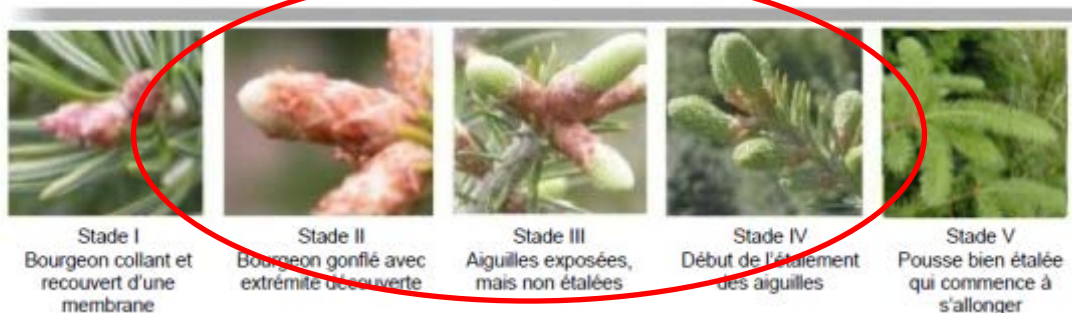 Stade I
Bourgeon collant et
recouvert d'une
membrane
Stade II
Bourgeon gonflé avec
extrémite découverte
Stade III
Aiguilles exposées,
mais non étalées
Stade IV
Début de l'étalement
des aiguilles
Stade V
Pousse bien étalée
qui commence à
s'allonger